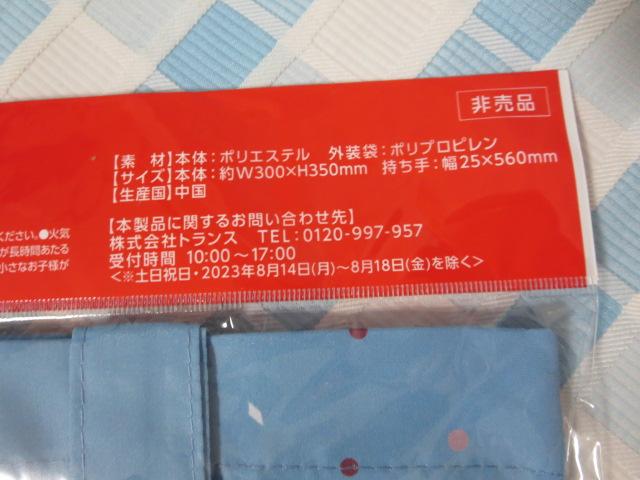 非売品
【素 材】本体：ポリエステル 外装袋：ポリプロピレン
【サイズ】本体：約W300×H350mm 持ち手：幅25×560mm
【生産国】中国
ください。●火気
が長時間あたる
小さなお子様が
【本製品に関するお問い合わせ先】
株式会社トランス TEL：0120-997-957
受付時間 10:00～17:00
＜※土日祝日・2023年8月14日(月)～8月18日(金)を除く＞